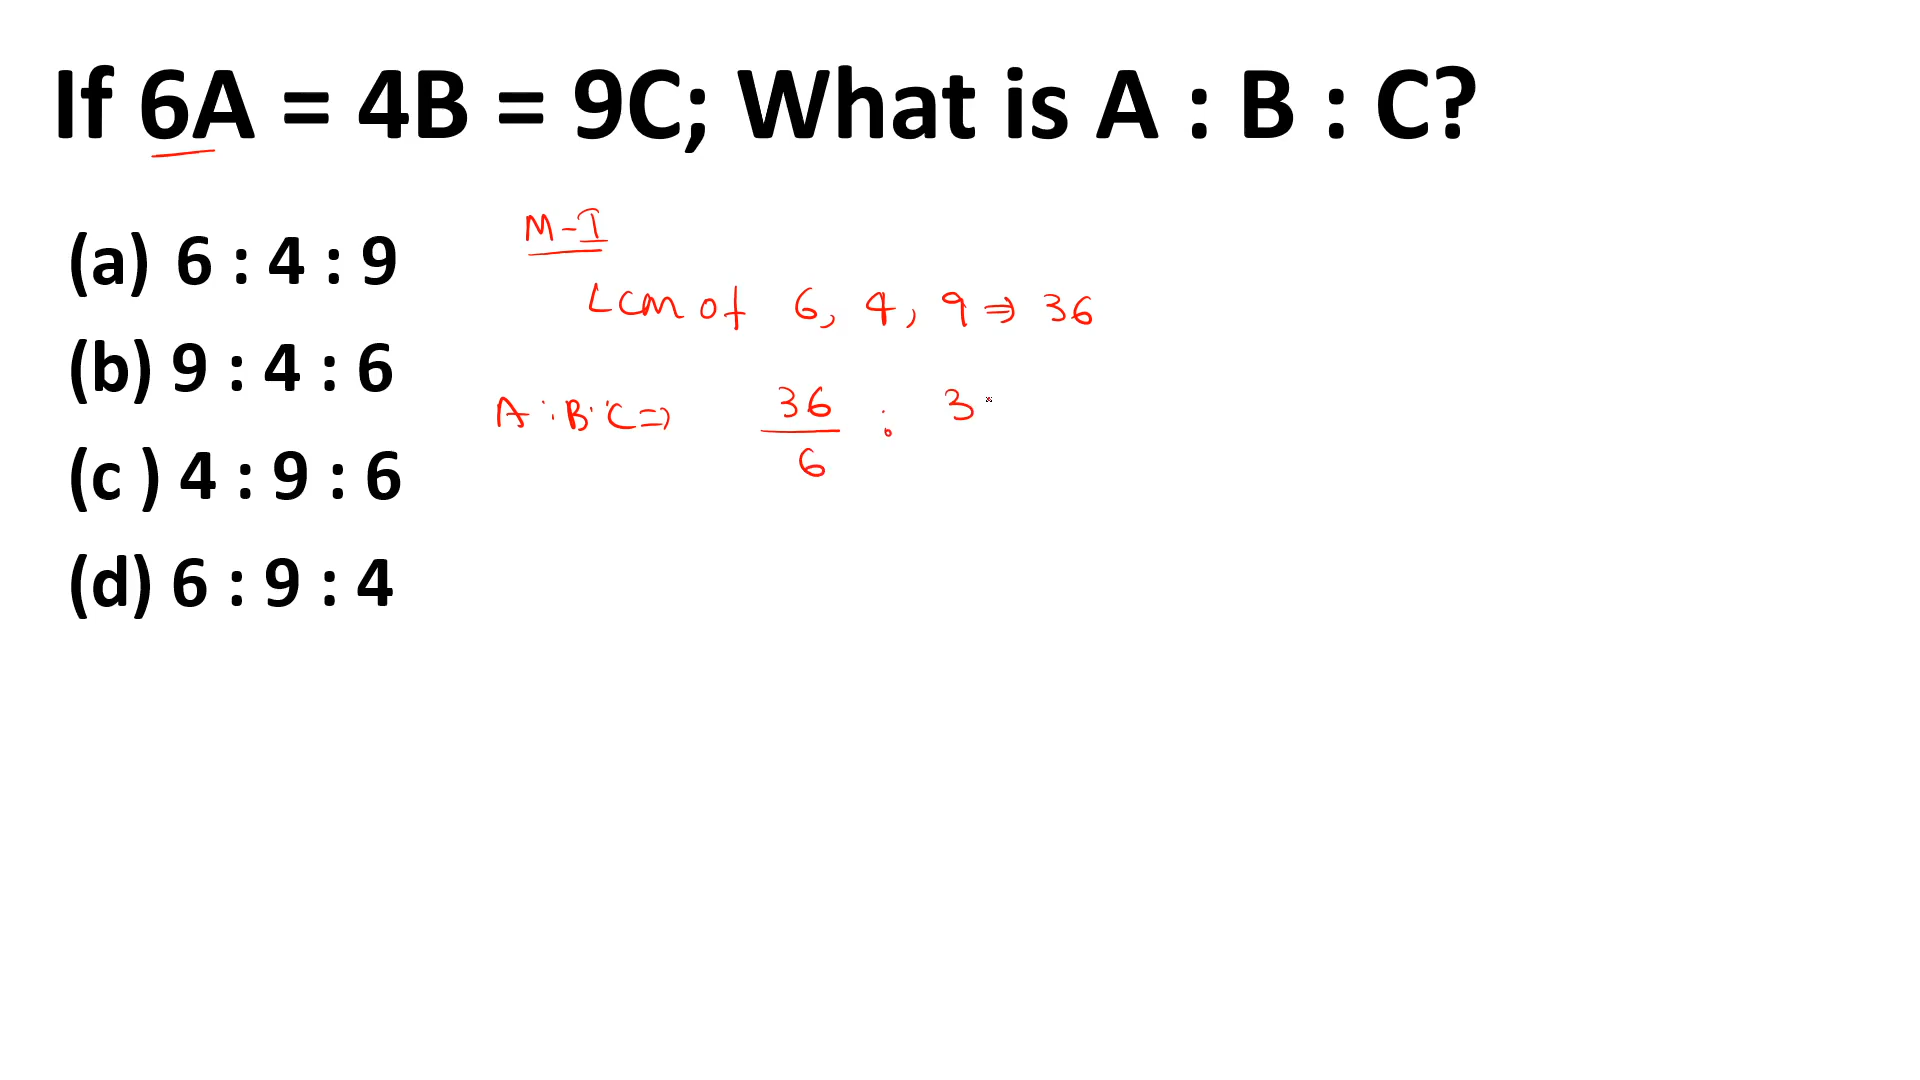 If 6A = 4B = 9C; What is A : B : C?
(a) 6 : 4 : 9
(b) 9 : 4 : 6
(c ) 4 : 9 : 6
(d) 6 : 9 : 4
M-I
LCM of 6, 4, 9 ⇒ 36
A:B:C ⇒ 36/6 : 3